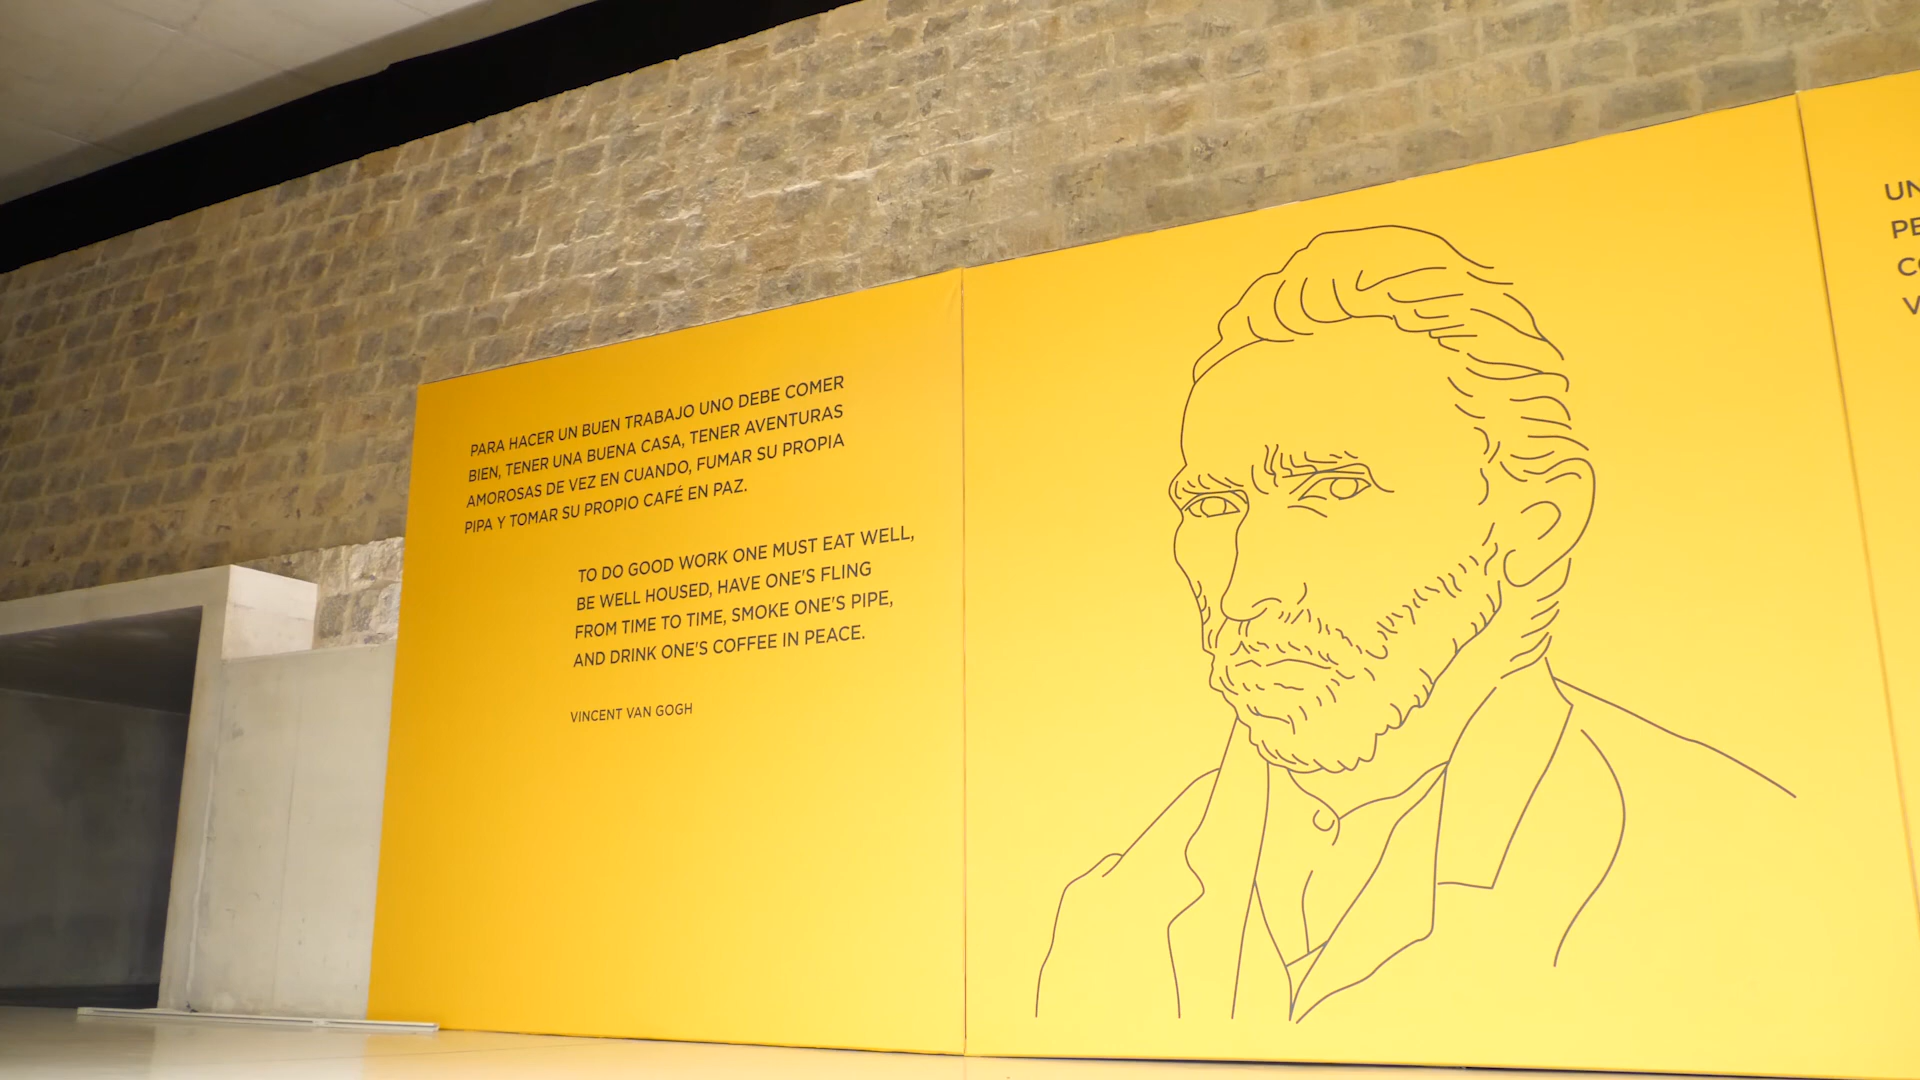 PARA HACER UN BUEN TRABAJO UNO DEBE COMER
BIEN, TENER UNA BUENA CASA, TENER AVENTURAS
AMOROSAS DE VEZ EN CUANDO, FUMAR SU PROPIA
PIPA Y TOMAR SU PROPIO CAFÉ EN PAZ.
TO DO GOOD WORK ONE MUST EAT WELL,
BE WELL HOUSED, HAVE ONE'S FLING
FROM TIME TO TIME, SMOKE ONE'S PIPE,
AND DRINK ONE'S COFFEE IN PEACE.
VINCENT VAN GOGH